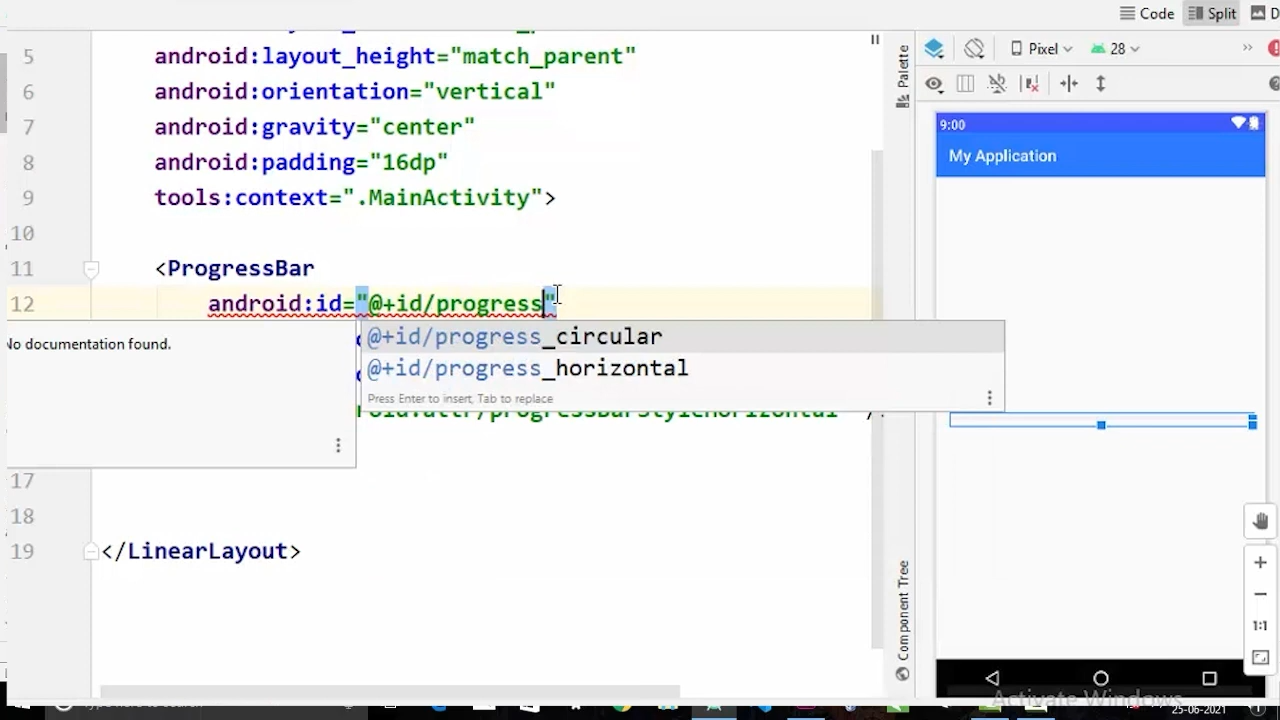 Code Split
5 android:layout_height="match_parent"
6 android:orientation="vertical"
7 android:gravity="center"
8 android:padding="16dp"
9 tools:context=".MainActivity">
10
11 <ProgressBar
12 android:id="@+id/progress"
No documentation found.
@+id/progress_circular
@+id/progress_horizontal
Press Enter to insert, Tab to replace
17
18
19 </LinearLayout>
Palette
Component Tree
Pixel 28
9:00
My Application
1:1
Activate Windows
25-06-2021